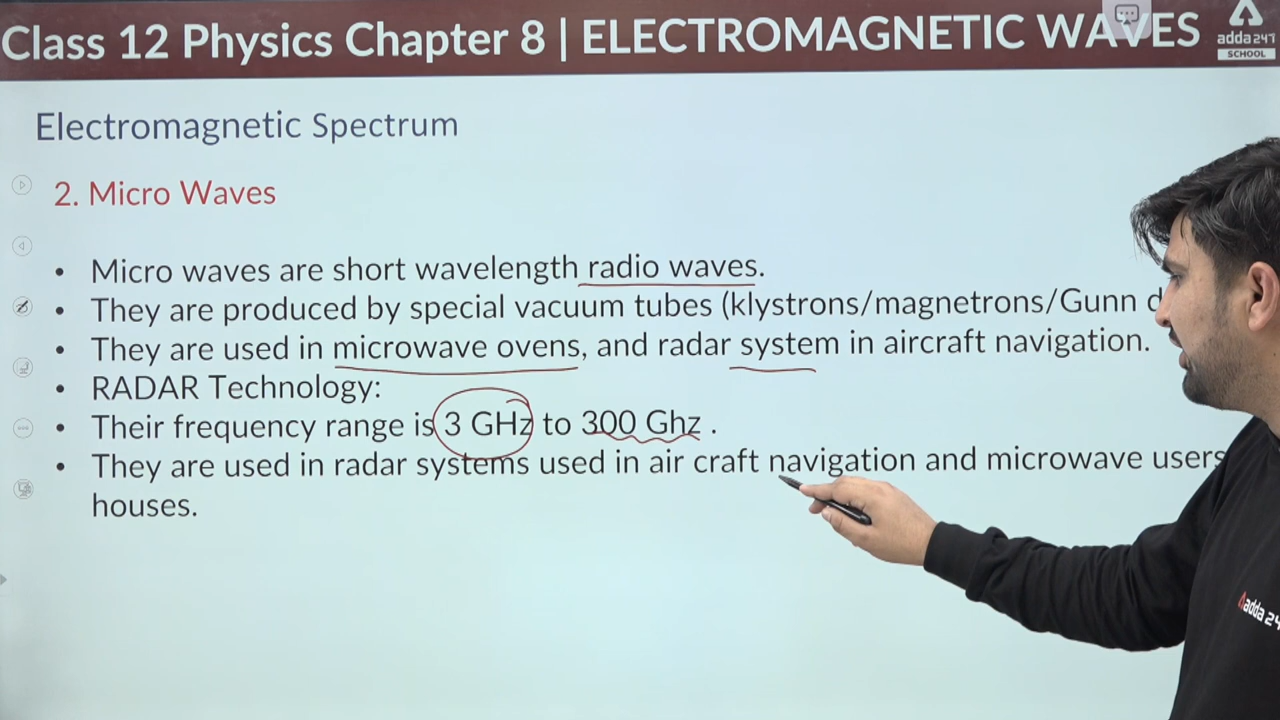 Class 12 Physics Chapter 8 | ELECTROMAGNETIC WAVES
adda247
SCHOOL
Electromagnetic Spectrum
2. Micro Waves
• Micro waves are short wavelength radio waves.
• They are produced by special vacuum tubes (klystrons/magnetrons/Gunn
• They are used in microwave ovens, and radar system in aircraft navigation.
• RADAR Technology:
• Their frequency range is 3 GHz to 300 Ghz .
• They are used in radar systems used in air craft navigation and microwave users
houses.
adda 24